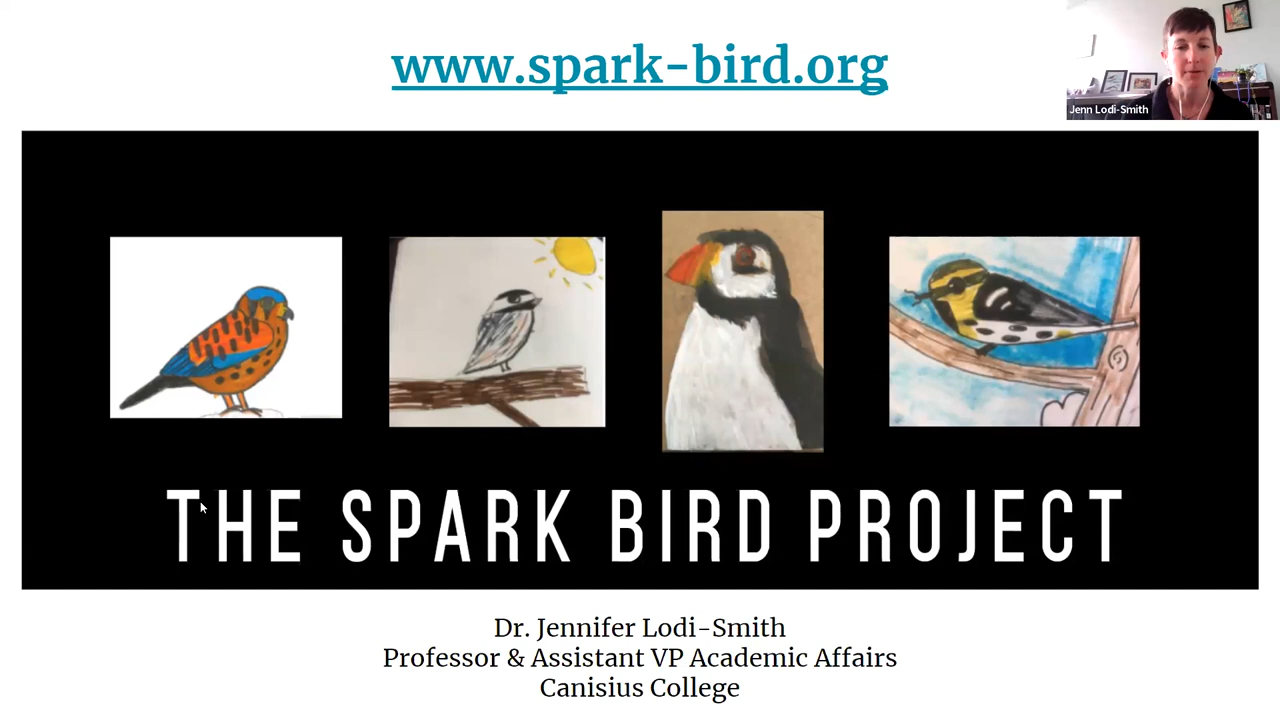 www.spark-bird.org
Jenn Lodi-Smith
THE SPARK BIRD PROJECT
Dr. Jennifer Lodi-Smith
Professor & Assistant VP Academic Affairs
Canisius College